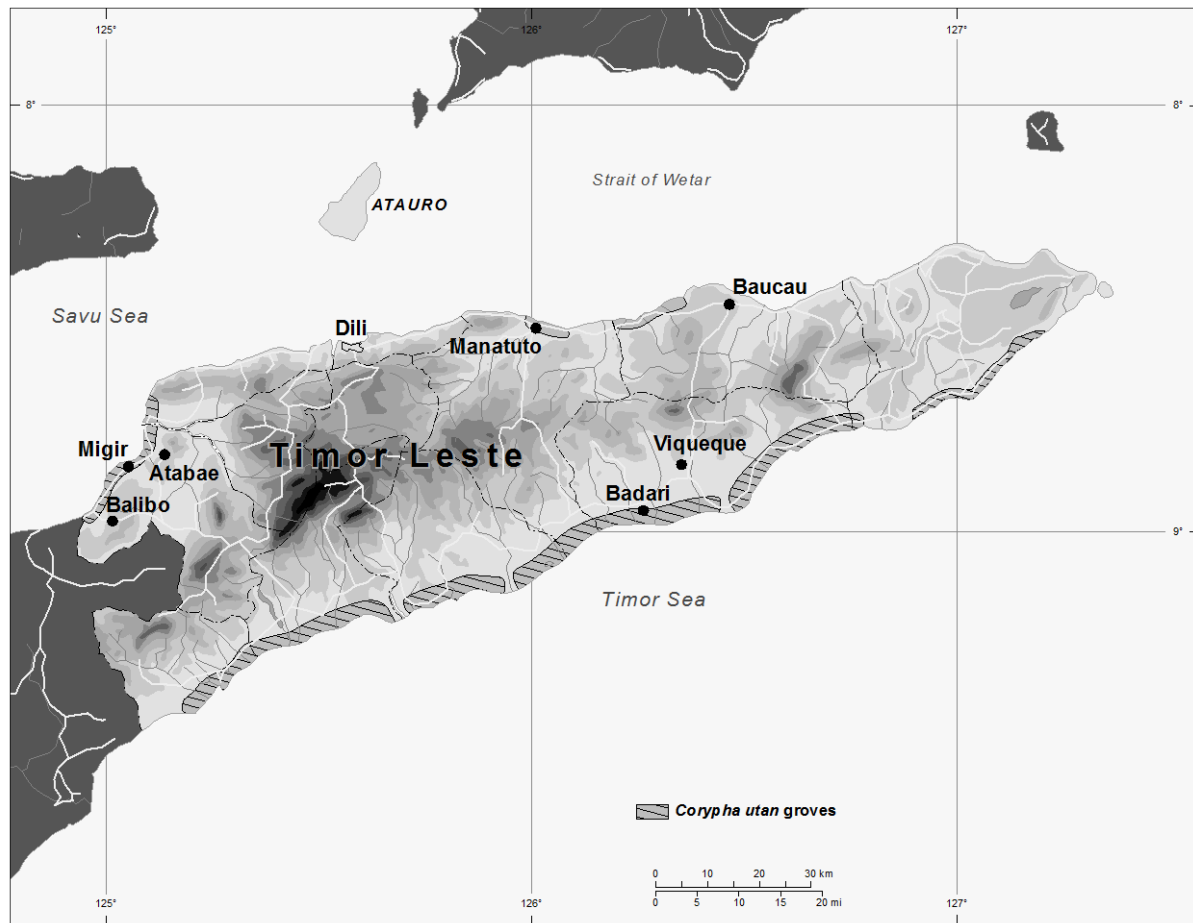 125°
126°
127°
8°
8°
Strait of Wetar
ATAURO
Baucau
Savu Sea
Dili
Manatuto
Migir
Timor Leste
Viqueque
Atabae
Badari
Balibo
9°
Timor Sea
Corypha utan groves
0 10 20 30 km
0 5 10 15 20 mi
125°
126°
127°